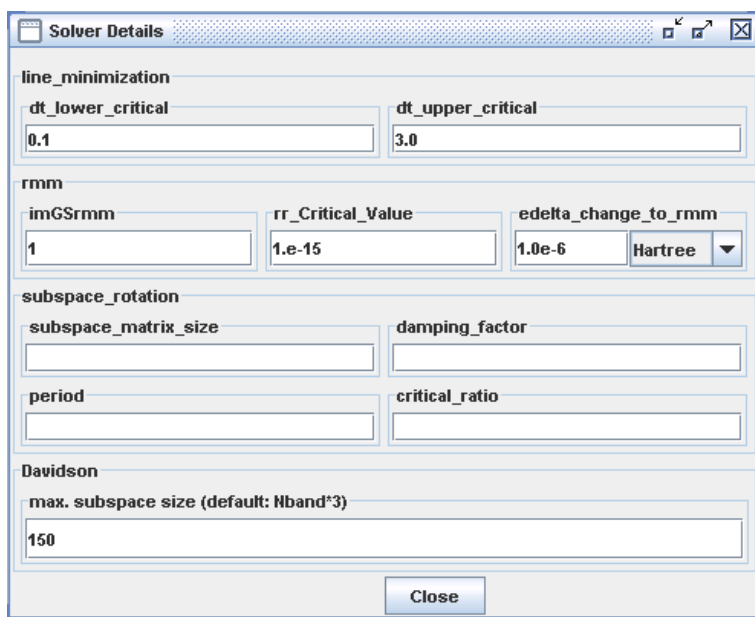 Solver Details
line_minimization
dt_lower_critical dt_upper_critical
0.1 3.0
rmm
imGSrmm rr_Critical_Value edelta_change_to_rmm
1 1.e-15 1.0e-6 Hartree
subspace_rotation
subspace_matrix_size damping_factor
period critical_ratio
Davidson
max. subspace size (default: Nband*3)
150
Close